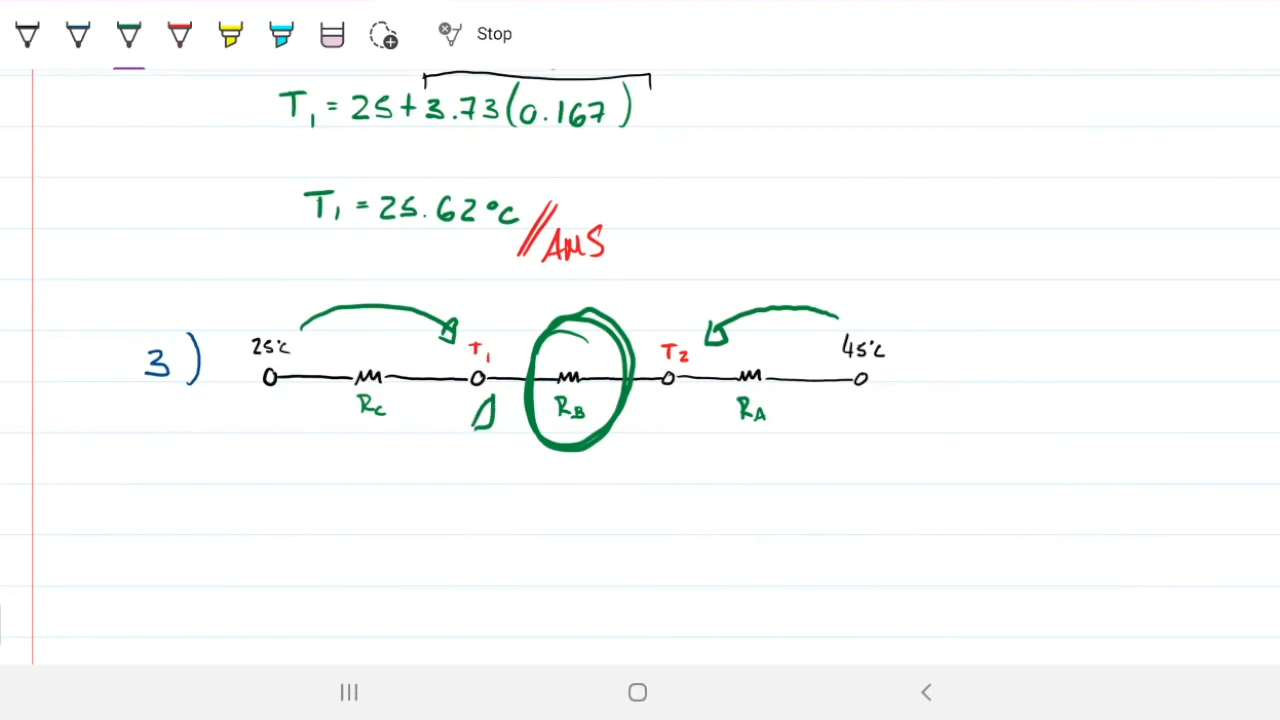 Stop
T₁ = 25 + 3.73(0.167)
T₁ = 25.62°C // ANS
3) 25°C T₁ T₂ 45°C
R_C R_B R_A